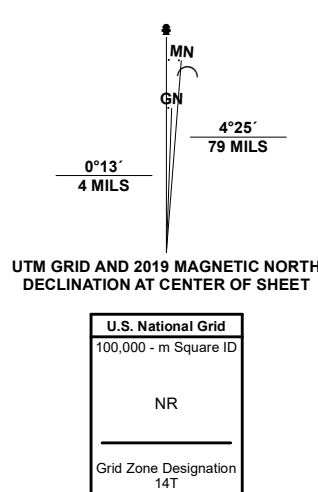 MN
GN
4°25´
79 MILS
0°13´
4 MILS
UTM GRID AND 2019 MAGNETIC NORTH
DECLINATION AT CENTER OF SHEET
U.S. National Grid
100,000 - m Square ID
NR
Grid Zone Designation
14T